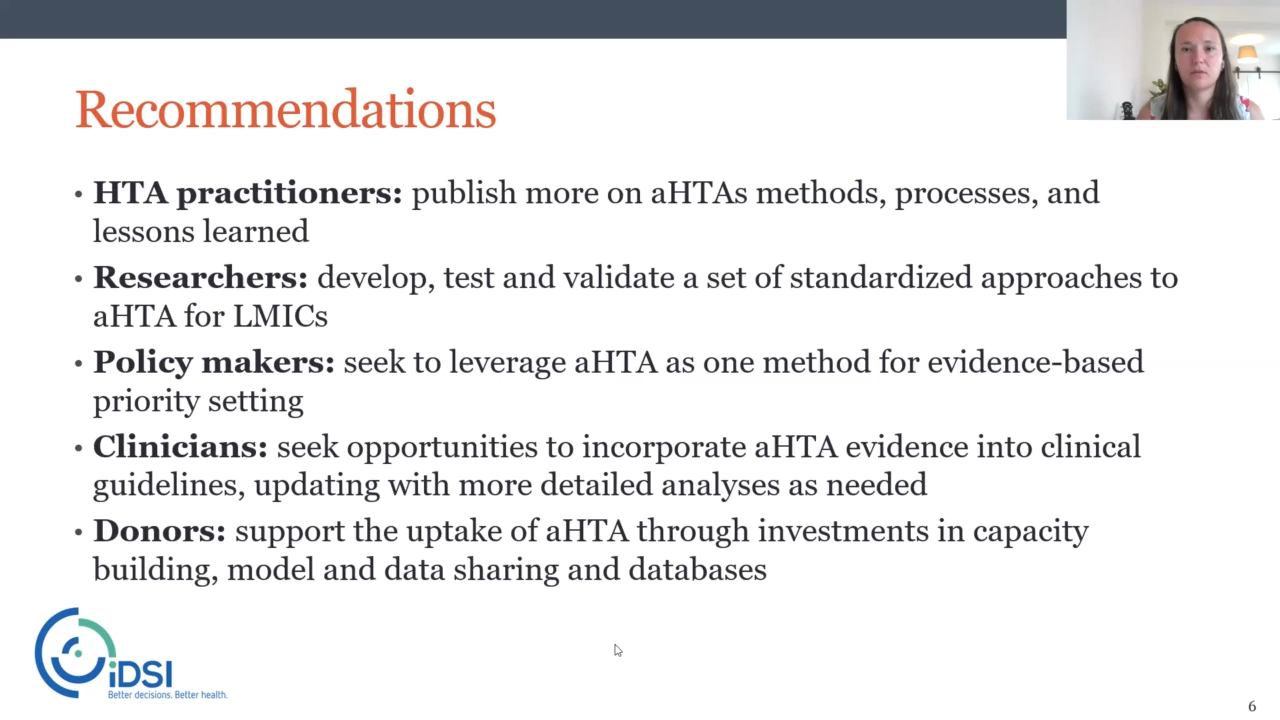 Recommendations
• HTA practitioners: publish more on aHTAs methods, processes, and
lessons learned
• Researchers: develop, test and validate a set of standardized approaches to
aHTA for LMICs
• Policy makers: seek to leverage aHTA as one method for evidence-based
priority setting
• Clinicians: seek opportunities to incorporate aHTA evidence into clinical
guidelines, updating with more detailed analyses as needed
• Donors: support the uptake of aHTA through investments in capacity
building, model and data sharing and databases
iDSI
Better decisions. Better health.
6